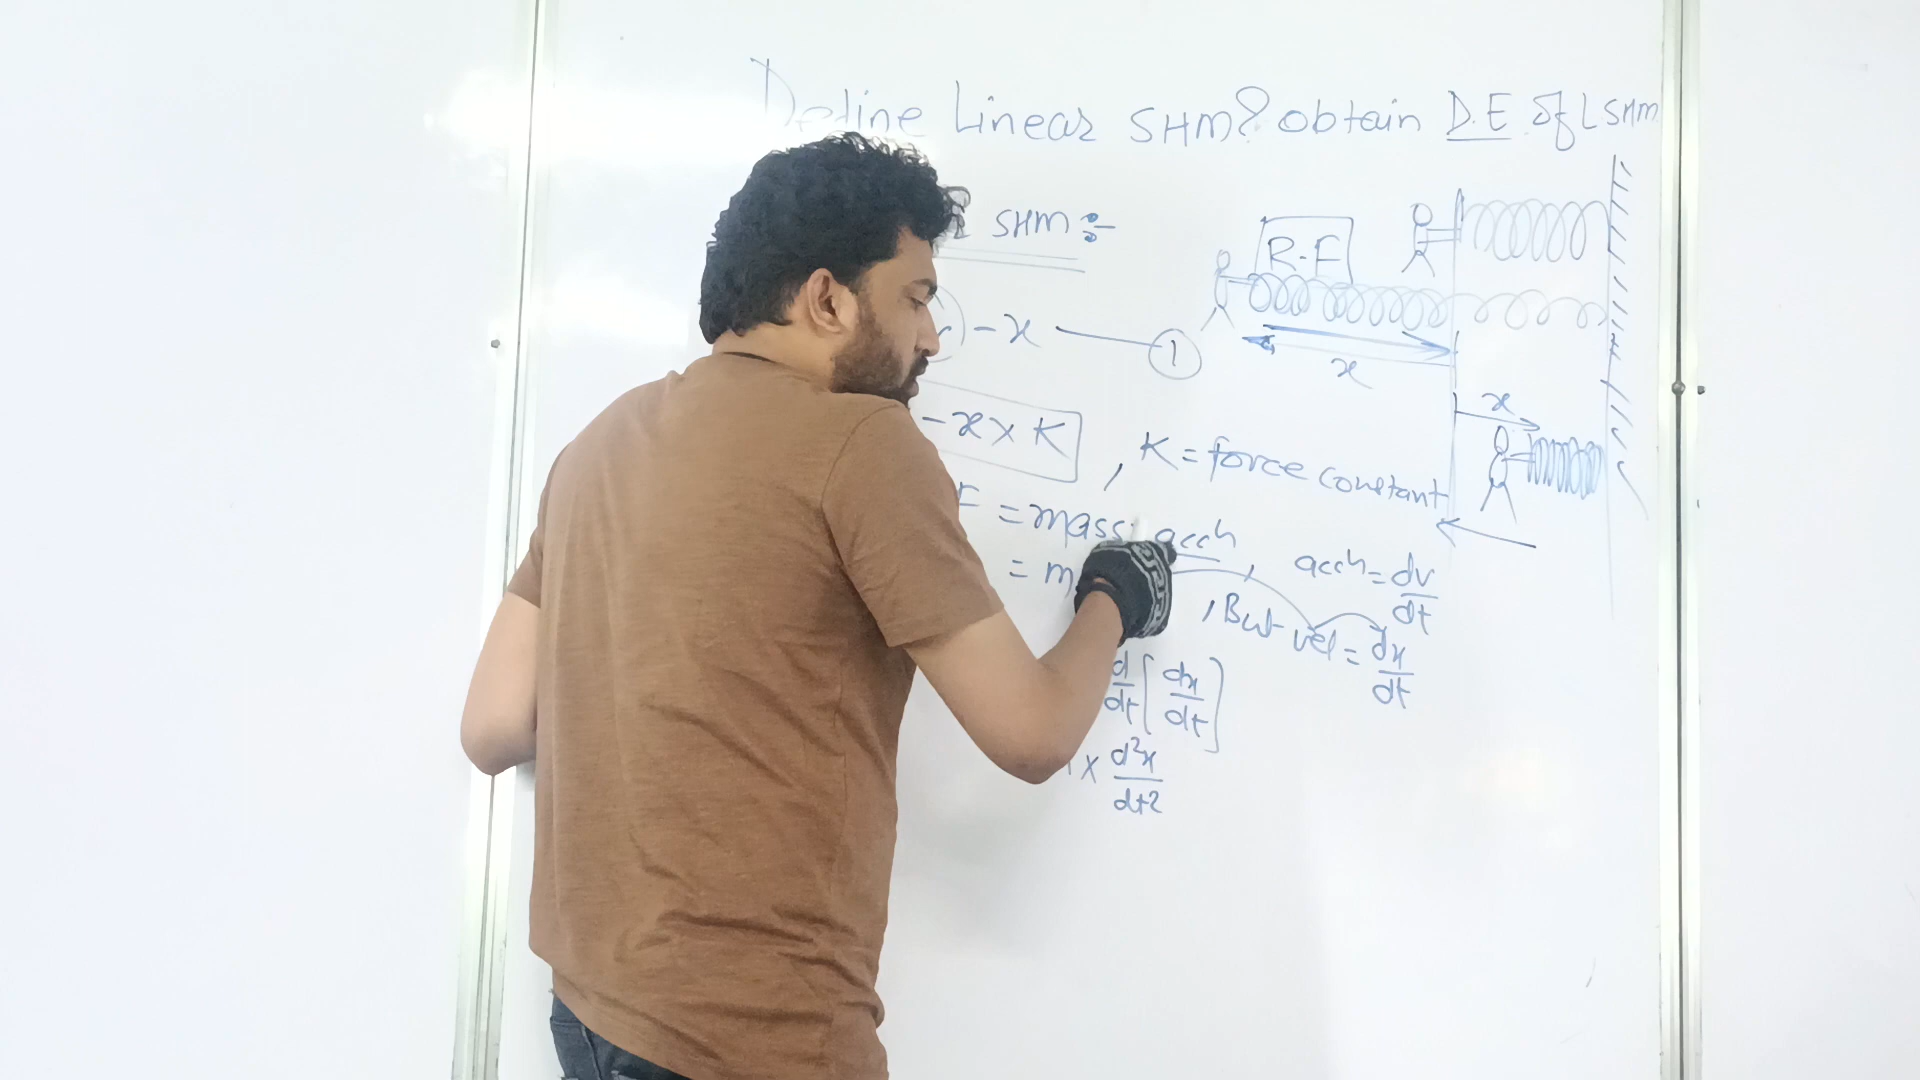 Define Linear SHM? obtain D.E of LSHM
SHM :-
R.F
- x ——— 1
x
x
- x × K , K = force constant
F = mass acch , acch = dv/dt
= m , But vel = dx/dt
d/dt [dx/dt]
× d²x/dt2